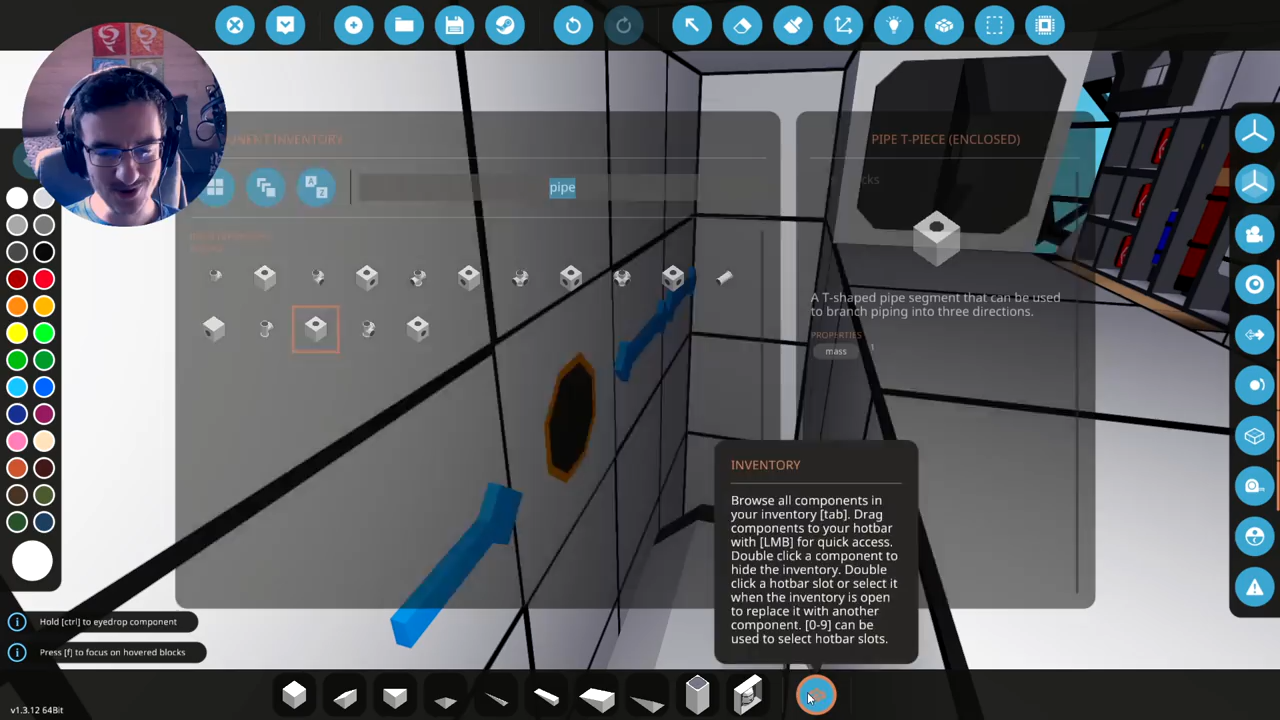 PIPE T-PIECE (ENCLOSED)
pipe
A T-shaped pipe segment that can be used
to branch piping into three directions.
PROPERTIES
mass 1
INVENTORY
Browse all components in
your inventory [tab]. Drag
components to your hotbar
with [LMB] for quick access.
Double click a component to
hide the inventory. Double
click a hotbar slot or select it
when the inventory is open
to replace it with another
component. [0-9] can be
used to select hotbar slots.
Hold [ctrl] to eyedrop component
Press [f] to focus on hovered blocks
v1.3.12 64Bit